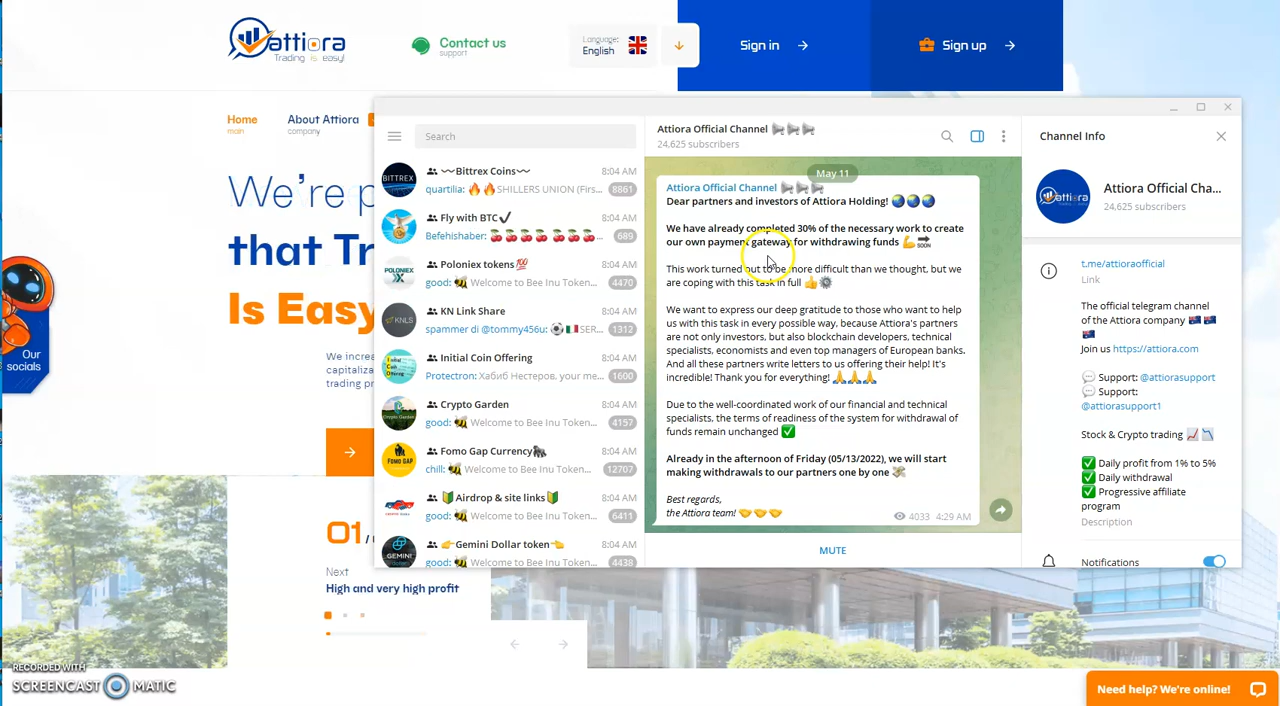 attiora
Trading is easy!
Contact us
support
Language:
English
Sign in
Sign up
Home
main
About Attiora
company
We're p
that Tr
Is Easy
We increa
capitaliza
trading pr
Our
socials
01
Next
High and very high profit
Search
〰Bittrex Coins〰
8:04 AM
quartilia: 🔥🔥SHILLERS UNION (Firs...
8861
BITTREX
Fly with BTC✔
8:04 AM
Befehishaber: 🍒🍒🍒🍒🍒🍒🍒...
689
Poloniex tokens💯
8:04 AM
good: 🐝 Welcome to Bee Inu Token...
4470
POLONIEX
KN Link Share
8:04 AM
spammer di @tommy456u: ⚽🇮🇹SER...
1312
KNLS
Initial Coin Offering
8:04 AM
Protectron: Хабиб Нестеров, your me...
1600
Crypto Garden
8:04 AM
good: 🐝 Welcome to Bee Inu Token...
4157
Fomo Gap Currency🦍
8:04 AM
chill: 🐝 Welcome to Bee Inu Token...
12707
FOMO GAP
🔰Airdrop & site links🔰
8:04 AM
good: 🐝 Welcome to Bee Inu Token...
6411
👉Gemini Dollar token👈
8:04 AM
good: 🐝 Welcome to Bee Inu Token...
4438
GEMINI
Attiora Official Channel 📢📢📢
24,625 subscribers
May 11
Attiora Official Channel 📢📢📢
Dear partners and investors of Attiora Holding! 🌏🌏🌏
We have already completed 30% of the necessary work to create
our own payment gateway for withdrawing funds 💪🔜
This work turned out to be more difficult than we thought, but we
are coping with this task in full 👍⚙
We want to express our deep gratitude to those who want to help
us with this task in every possible way, because Attiora's partners
are not only investors, but also blockchain developers, technical
specialists, economists and even top managers of European banks.
And all these partners write letters to us offering their help! It's
incredible! Thank you for everything! 🙏🙏🙏
Due to the well-coordinated work of our financial and technical
specialists, the terms of readiness of the system for withdrawal of
funds remain unchanged ✅
Already in the afternoon of Friday (05/13/2022), we will start
making withdrawals to our partners one by one 💸
Best regards,
the Attiora team! 🤝🤝🤝
4033 4:29 AM
MUTE
Channel Info
Attiora Official Cha...
24,625 subscribers
t.me/attioraofficial
Link
The official telegram channel
of the Attiora company 🇦🇺 🇦🇺
🇦🇺
Join us https://attiora.com
💬 Support: @attiorasupport
💬 Support:
@attiorasupport1
Stock & Crypto trading 📈 📉
✅ Daily profit from 1% to 5%
✅ Daily withdrawal
✅ Progressive affiliate
program
Description
Notifications
RECORDED WITH
SCREENCAST MATIC
Need help? We're online!